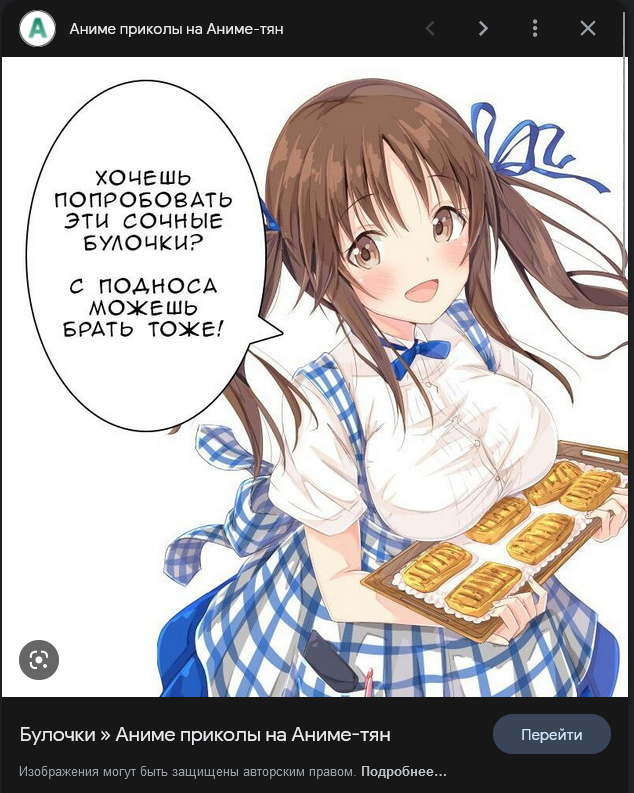 A
Аниме приколы на Аниме-тян
ХОЧЕШЬ
ПОПРОБОВАТЬ
ЭТИ СОЧНЫЕ
БУЛОЧКИ?
С ПОДНОСА
МОЖЕШЬ
БРАТЬ ТОЖЕ!
Булочки » Аниме приколы на Аниме-тян
Перейти
Изображения могут быть защищены авторским правом. Подробнее...